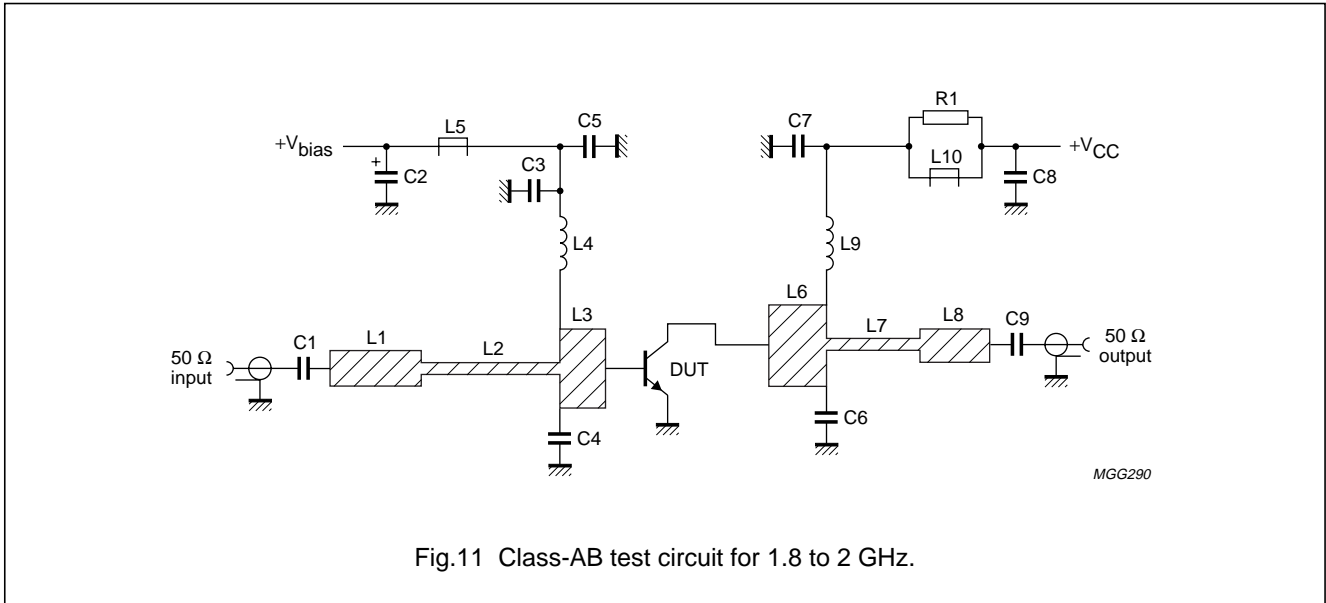 R1
C7
L5
C5
+V_bias
L10
+V_CC
C3
+
C2
C8
L4
L9
L6
L3
L7
L8
C9
C1
L1
L2
50 Ω
input
50 Ω
output
DUT
C6
C4
MGG290
Fig.11 Class-AB test circuit for 1.8 to 2 GHz.